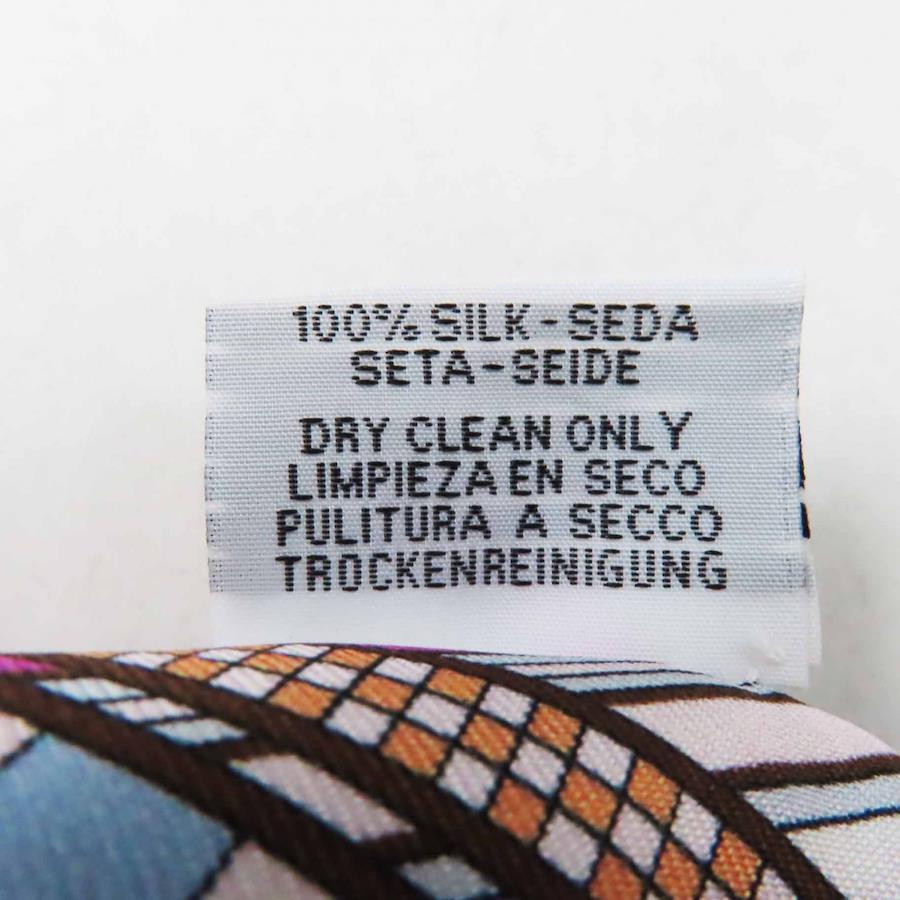 100% SILK-SEDA
SETA-SEIDE
DRY CLEAN ONLY
LIMPIEZA EN SECO
PULITURA A SECCO
TROCKENREINIGUNG